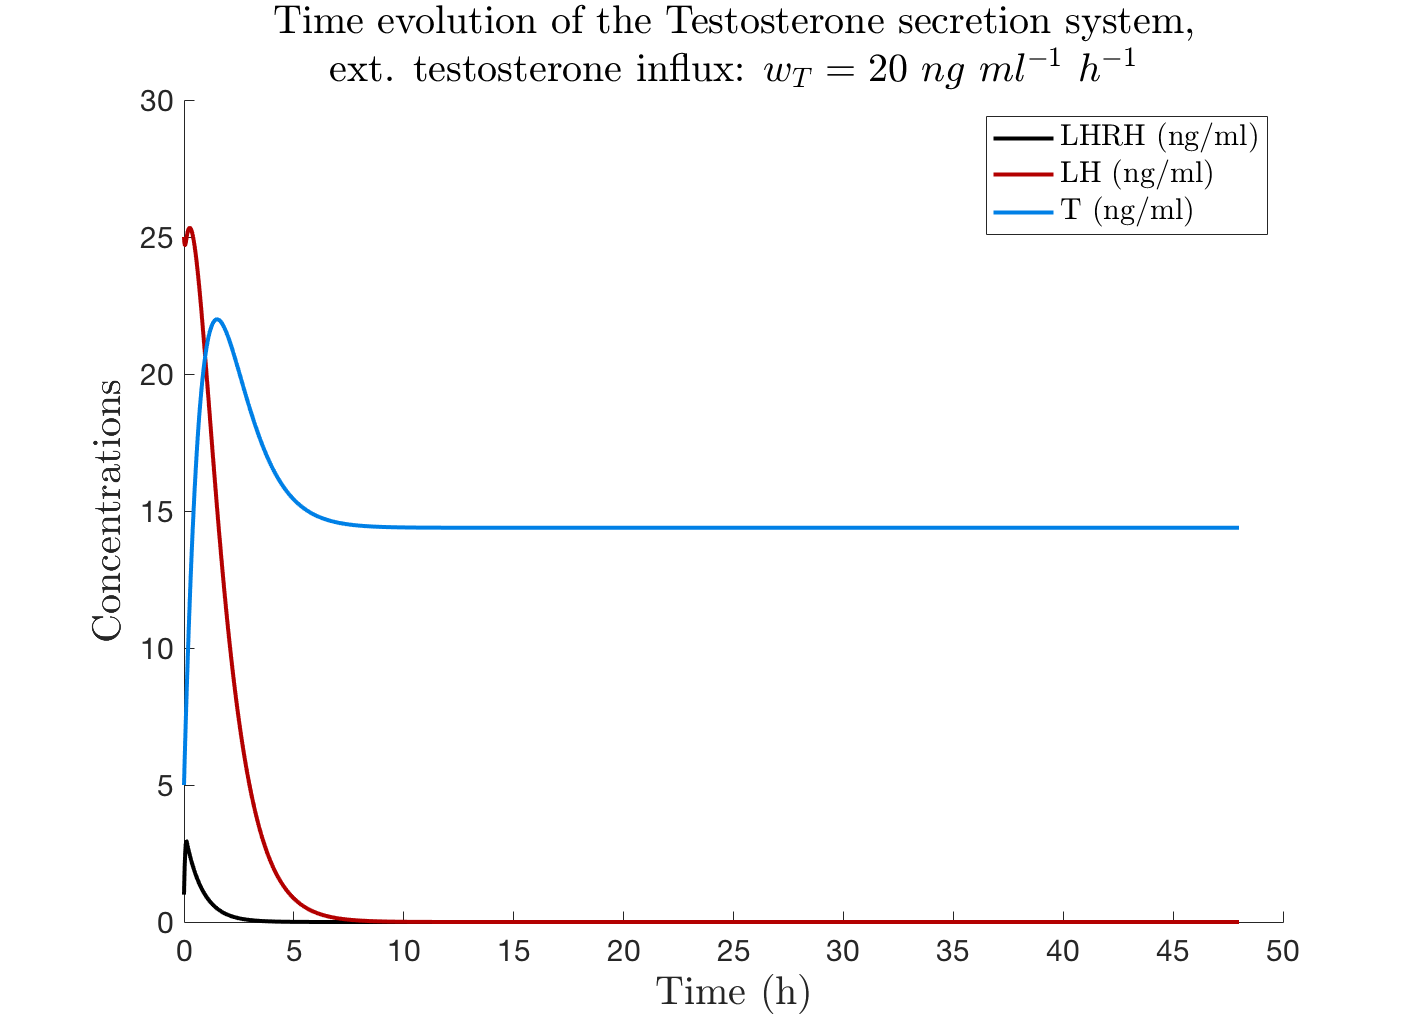 Time evolution of the Testosterone secretion system,
ext. testosterone influx: w_T = 20 ng ml⁻¹ h⁻¹
30
25
20
15
10
5
0
Concentrations
LHRH (ng/ml)
LH (ng/ml)
T (ng/ml)
0 5 10 15 20 25 30 35 40 45 50
Time (h)